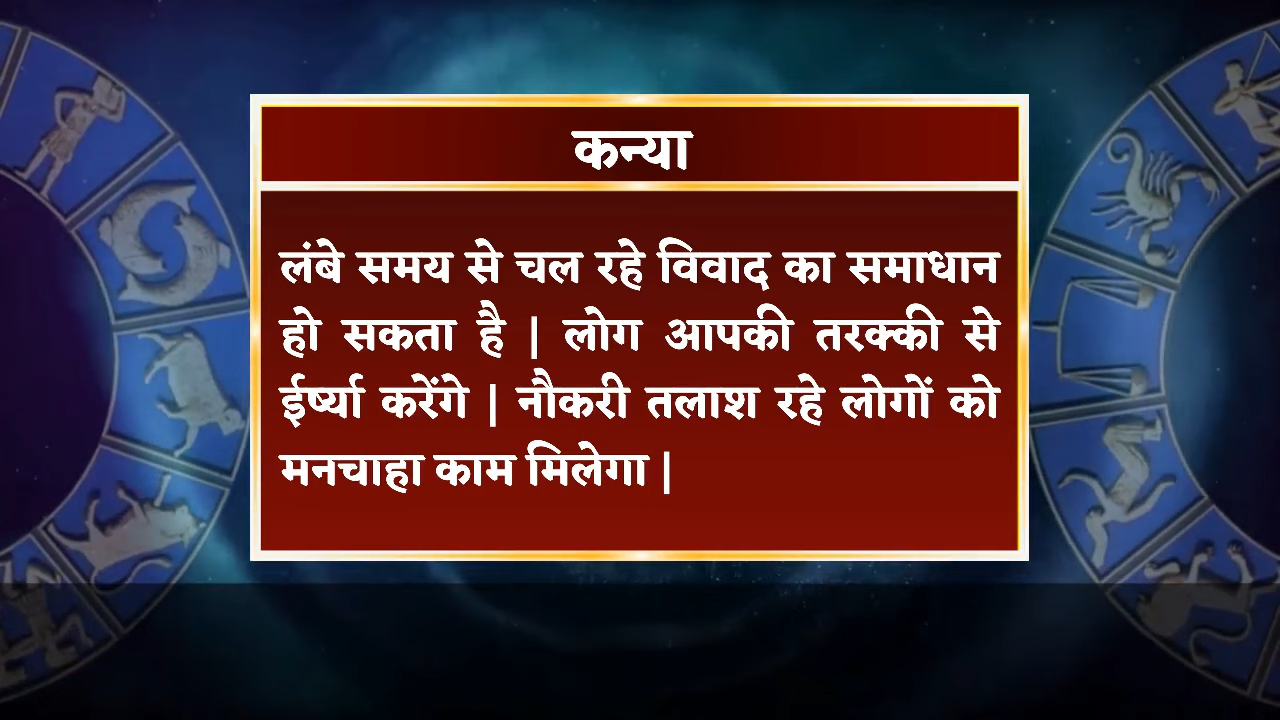 कन्या
लंबे समय से चल रहे विवाद का समाधान
हो सकता है | लोग आपकी तरक्की से
ईर्ष्या करेंगे | नौकरी तलाश रहे लोगों को
मनचाहा काम मिलेगा |